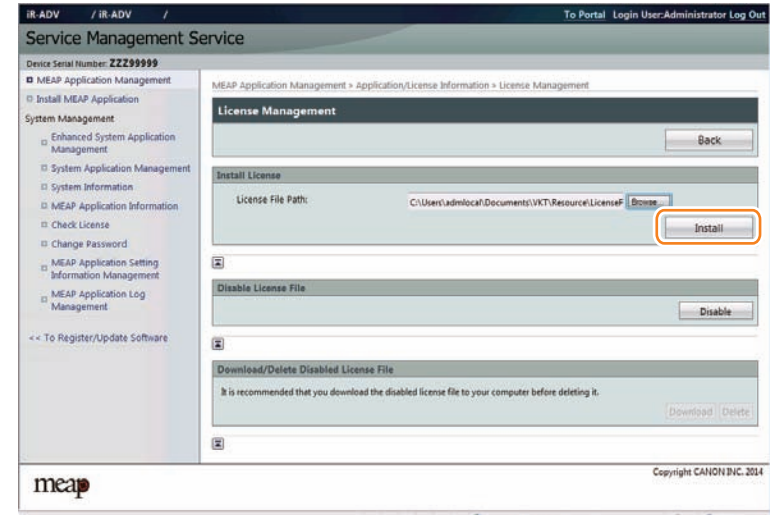 iR-ADV / iR-ADV / To Portal Login User:Administrator Log Out
Service Management Service
Device Serial Number: ZZZ99999
MEAP Application Management
Install MEAP Application
System Management
Enhanced System Application
Management
System Application Management
System Information
MEAP Application Information
Check License
Change Password
MEAP Application Setting
Information Management
MEAP Application Log
Management
<< To Register/Update Software
MEAP Application Management > Application/License Information > License Management
License Management
Back
Install License
License File Path: C:\Users\admlocal\Documents\VKT\Resource\LicenseF Browse...
Install
Disable License File
Disable
Download/Delete Disabled License File
It is recommended that you download the disabled license file to your computer before deleting it.
Download Delete
meap
Copyright CANON INC. 2014